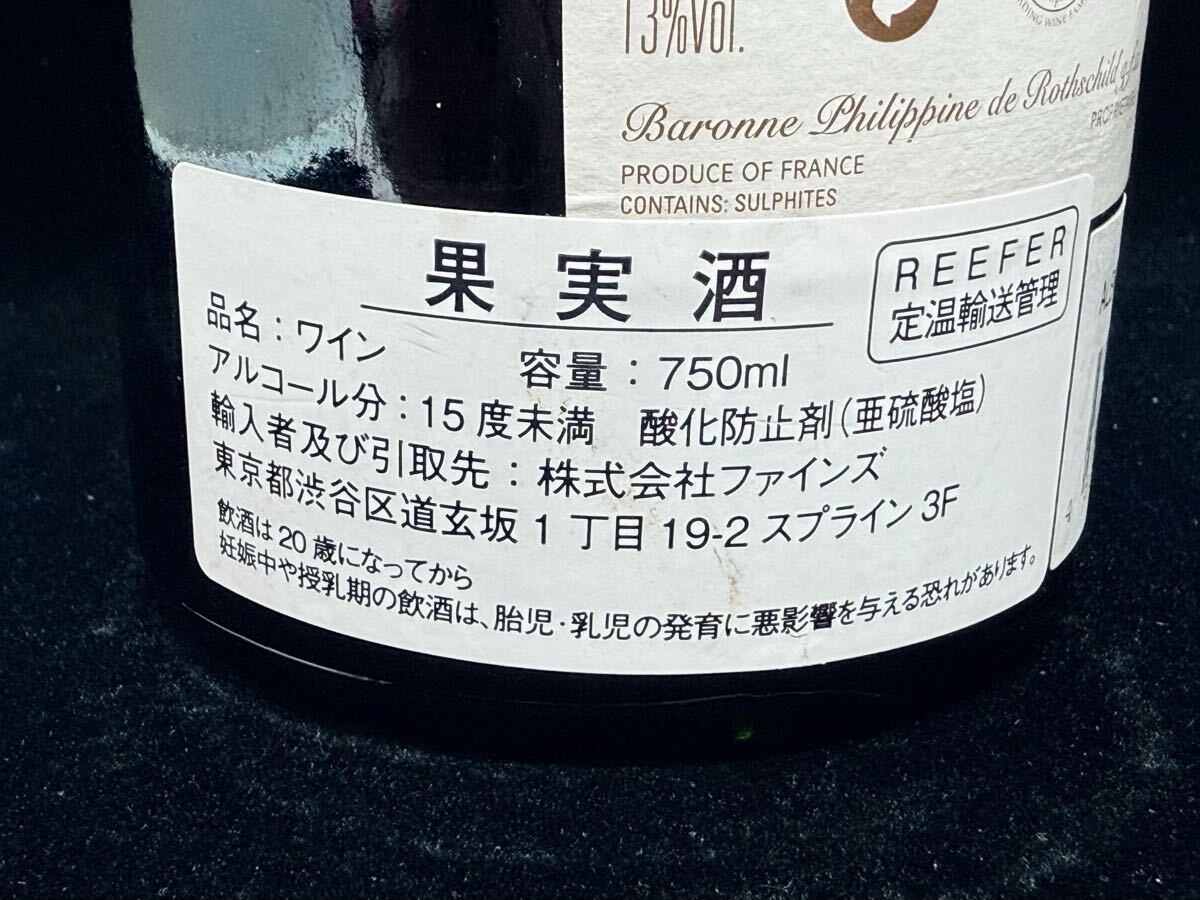 13%Vol.
Baronne Philippine de Rothschild
PRODUCE OF FRANCE
CONTAINS: SULPHITES
果実酒
REEFER
定温輸送管理
品名：ワイン 容量：750ml
アルコール分：15度未満 酸化防止剤(亜硫酸塩)
輸入者及び引取先：株式会社ファインズ
東京都渋谷区道玄坂1丁目19-2スプライン3F
飲酒は20歳になってから
妊娠中や授乳期の飲酒は、胎児・乳児の発育に悪影響を与える恐れがあります。